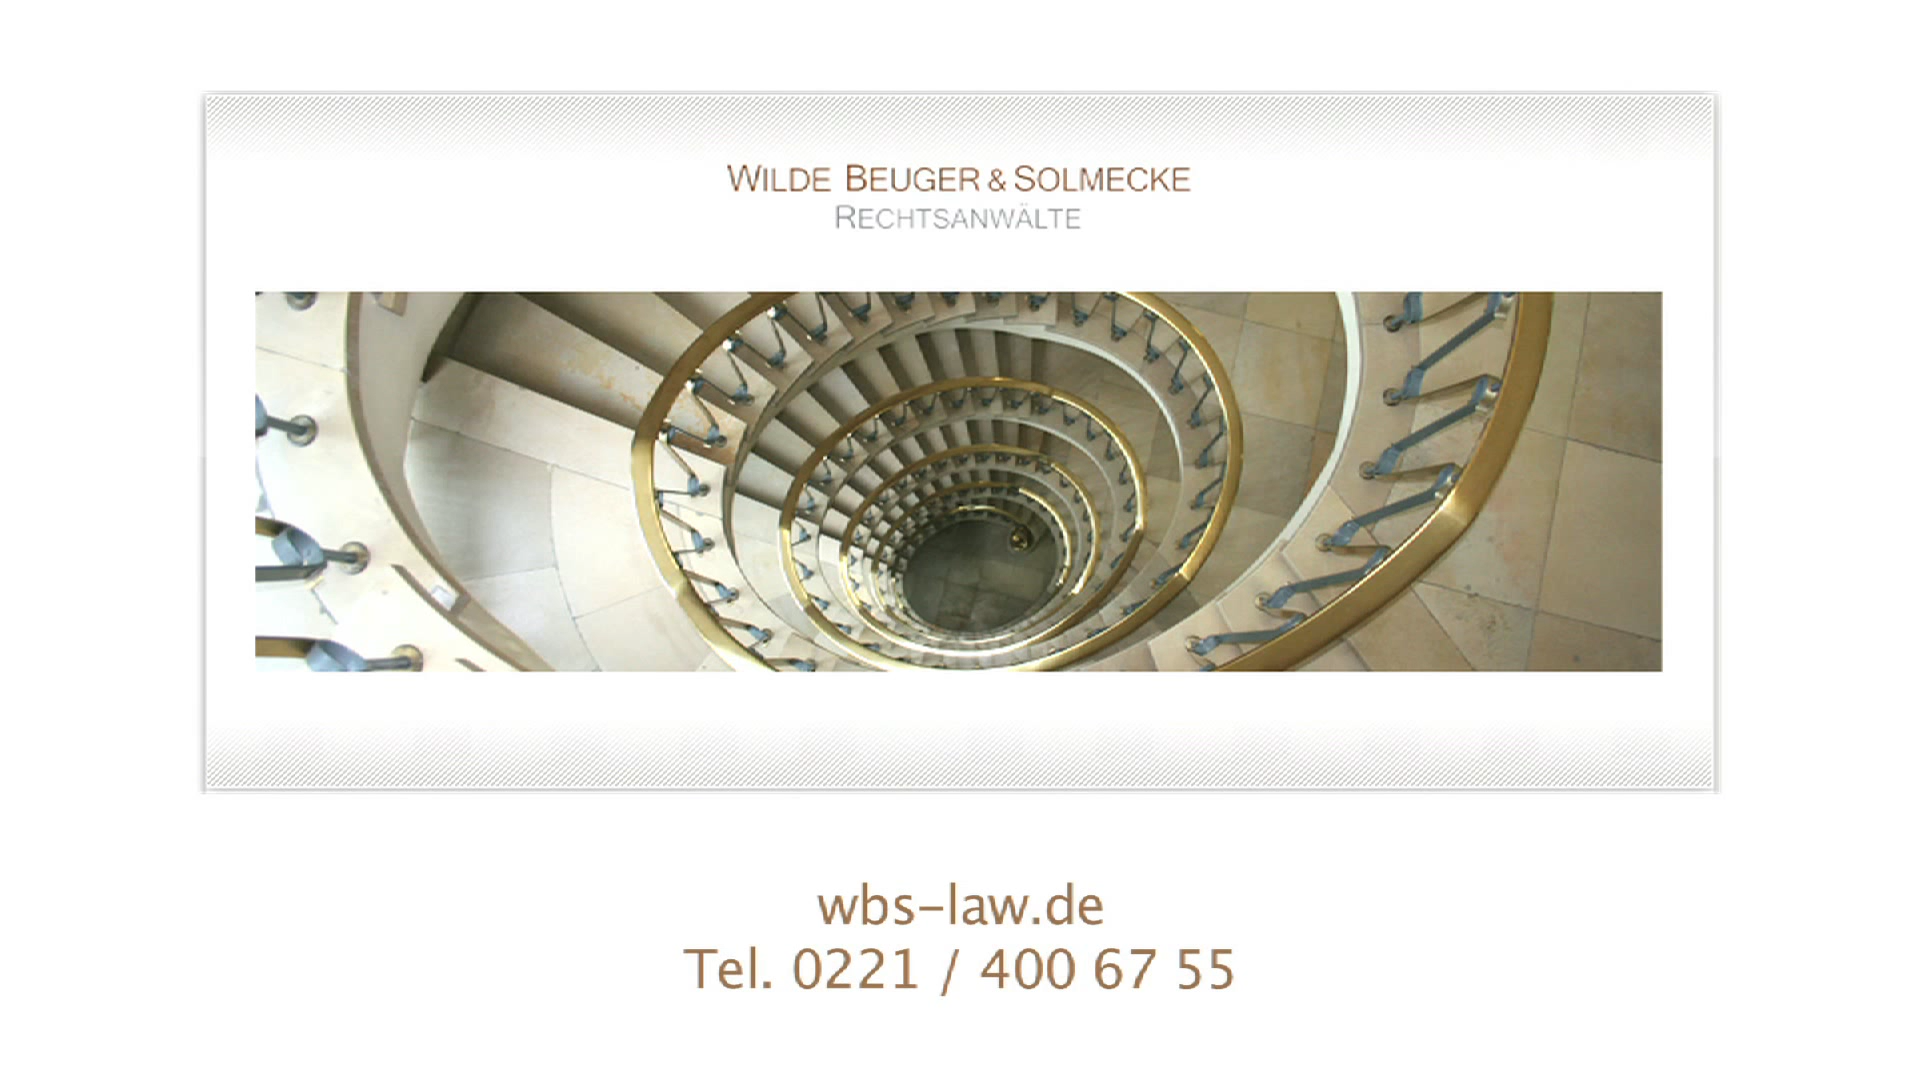 WILDE BEUGER & SOLMECKE
RECHTSANWÄLTE
wbs-law.de
Tel. 0221 / 400 67 55